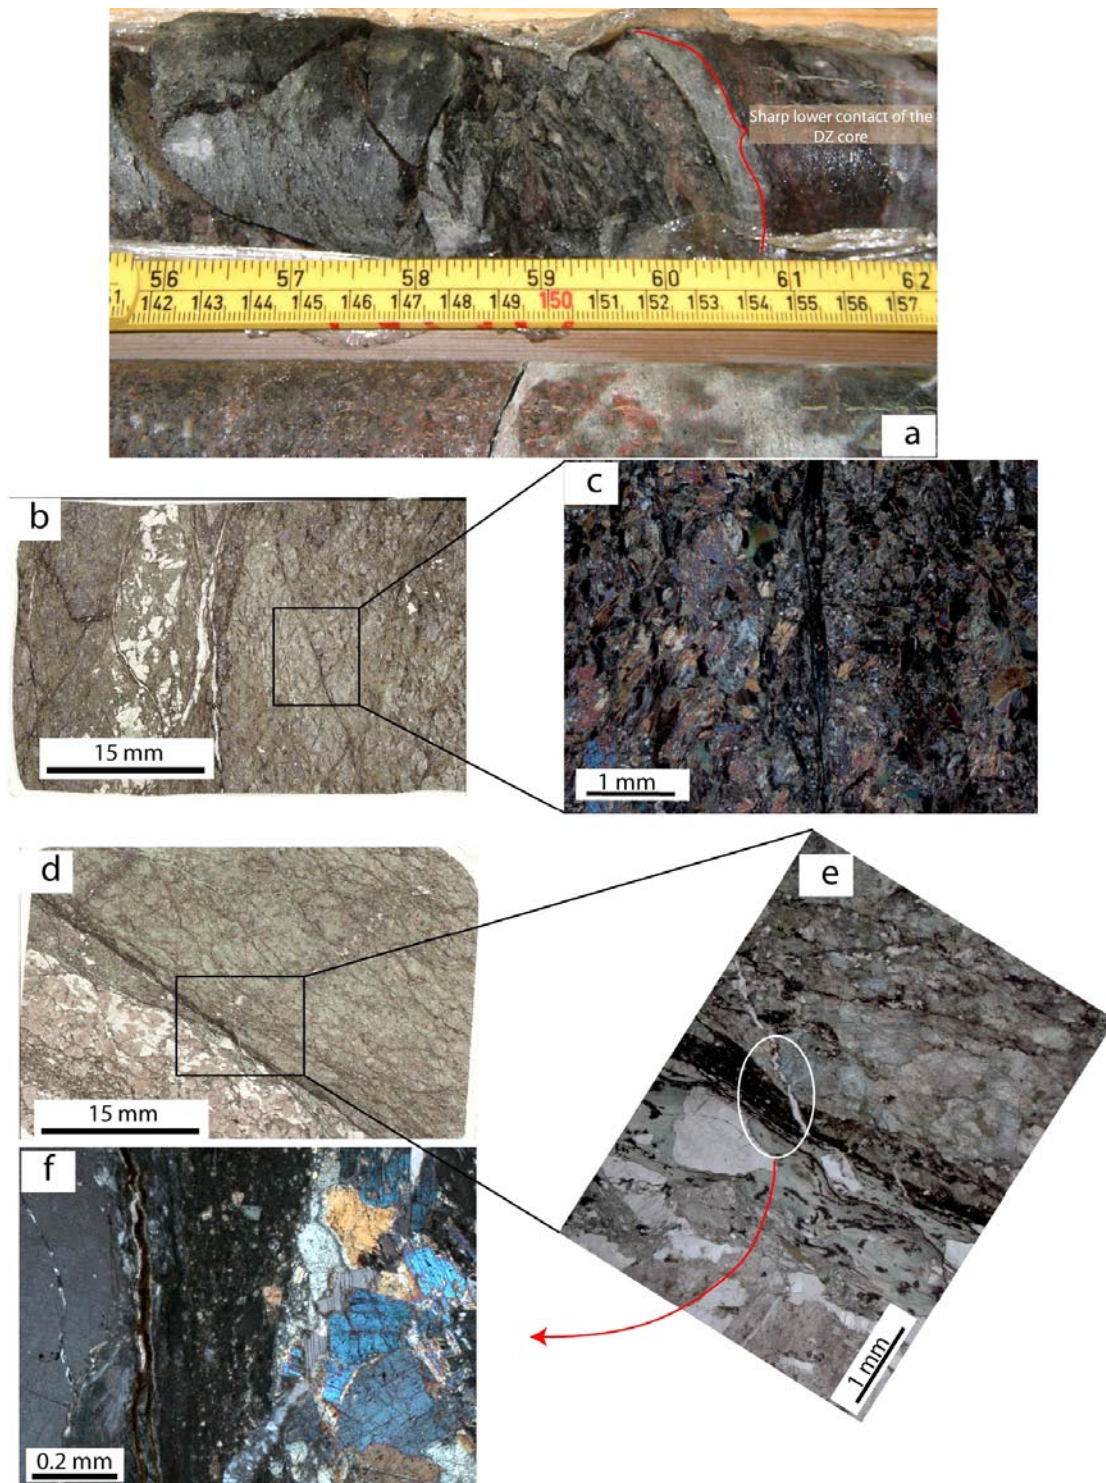 Sharp lower contact of the
DZ core
56 57 58 59 60 61 62
1 142 143 144 145 146 147 148 149 150 151 152 153 154 155 156 157
a
b
c
15 mm
1 mm
d
e
15 mm
f
1 mm
0.2 mm